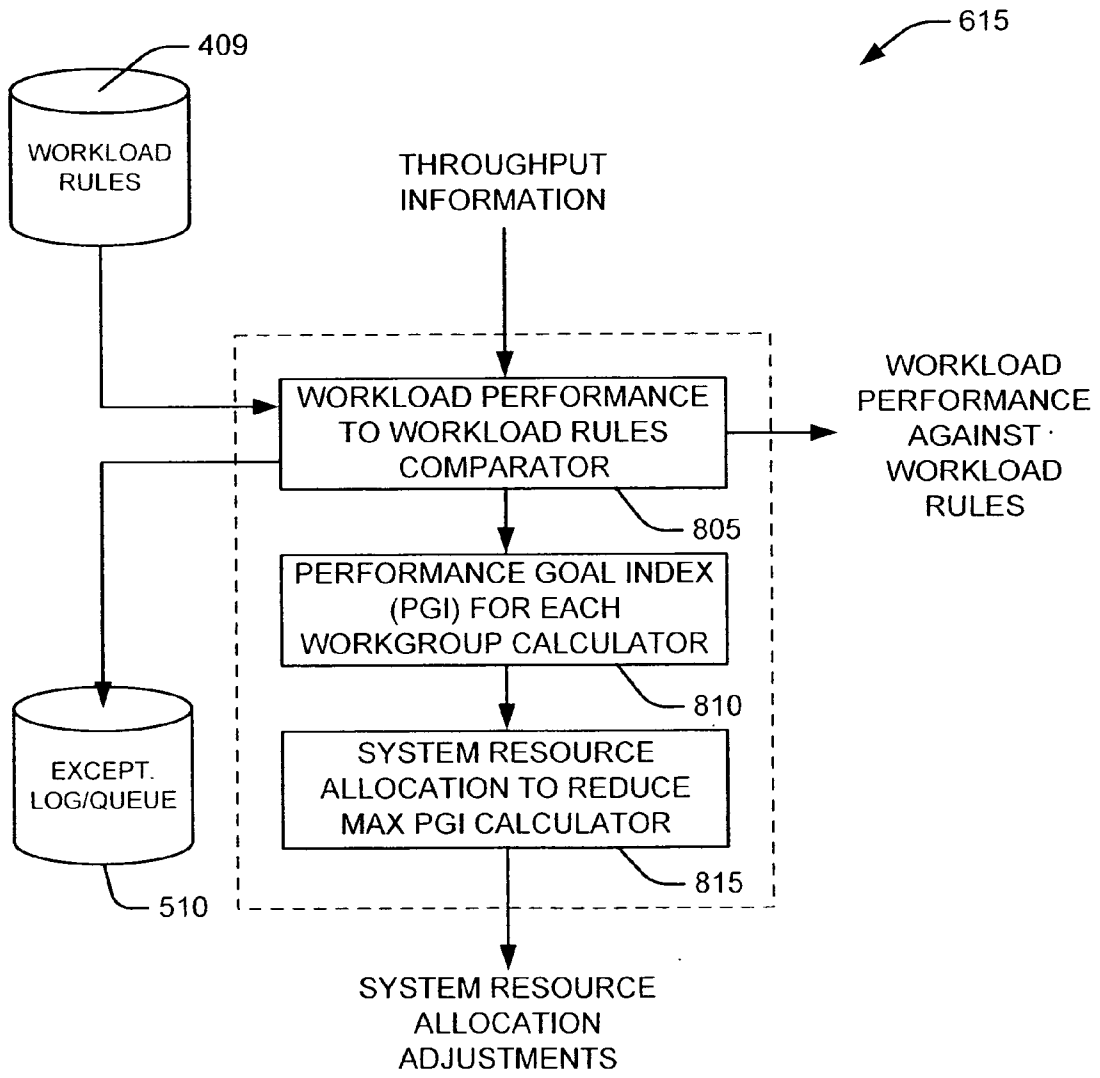 615
409
WORKLOAD
RULES
THROUGHPUT
INFORMATION
WORKLOAD PERFORMANCE
TO WORKLOAD RULES
COMPARATOR
805
WORKLOAD
PERFORMANCE
AGAINST
WORKLOAD
RULES
PERFORMANCE GOAL INDEX
(PGI) FOR EACH
WORKGROUP CALCULATOR
810
EXCEPT.
LOG/QUEUE
510
SYSTEM RESOURCE
ALLOCATION TO REDUCE
MAX PGI CALCULATOR
815
SYSTEM RESOURCE
ALLOCATION
ADJUSTMENTS